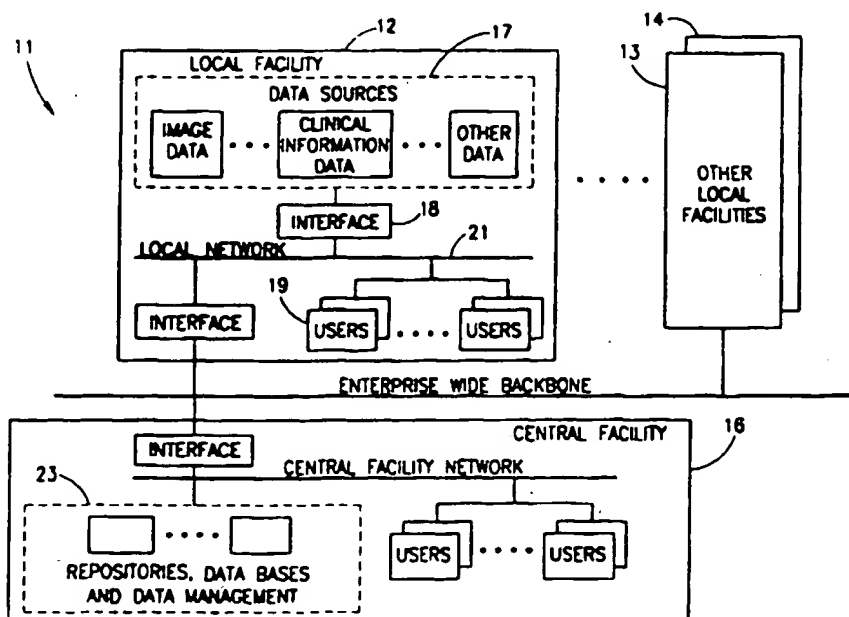 11
12
17
14
13
LOCAL FACILITY
DATA SOURCES
IMAGE
DATA
CLINICAL
INFORMATION
DATA
OTHER
DATA
INTERFACE
18
LOCAL NETWORK
21
INTERFACE
19
USERS
USERS
OTHER
LOCAL
FACILITIES
ENTERPRISE WIDE BACKBONE
CENTRAL FACILITY
16
INTERFACE
CENTRAL FACILITY NETWORK
23
USERS
USERS
REPOSITORIES, DATA BASES
AND DATA MANAGEMENT